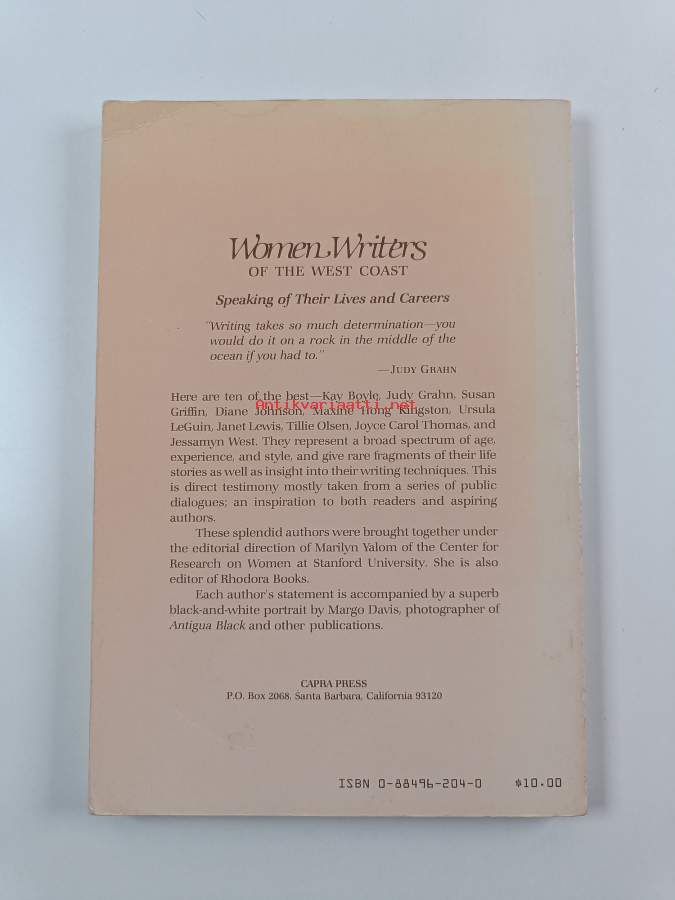 Women Writers
OF THE WEST COAST
Speaking of Their Lives and Careers
"Writing takes so much determination—you
would do it on a rock in the middle of the
ocean if you had to."
—JUDY GRAHN
Here are ten of the best—Kay Boyle, Judy Grahn, Susan
Antikvariaatti.net
Griffin, Diane Johnson, Maxine Hong Kingston, Ursula
LeGuin, Janet Lewis, Tillie Olsen, Joyce Carol Thomas, and
Jessamyn West. They represent a broad spectrum of age,
experience, and style, and give rare fragments of their life
stories as well as insight into their writing techniques. This
is direct testimony mostly taken from a series of public
dialogues; an inspiration to both readers and aspiring
authors.
These splendid authors were brought together under
the editorial direction of Marilyn Yalom of the Center for
Research on Women at Stanford University. She is also
editor of Rhodora Books.
Each author's statement is accompanied by a superb
black-and-white portrait by Margo Davis, photographer of
Antigua Black and other publications.
CAPRA PRESS
P.O. Box 2068, Santa Barbara, California 93120
ISBN 0-88496-204-0 $10.00